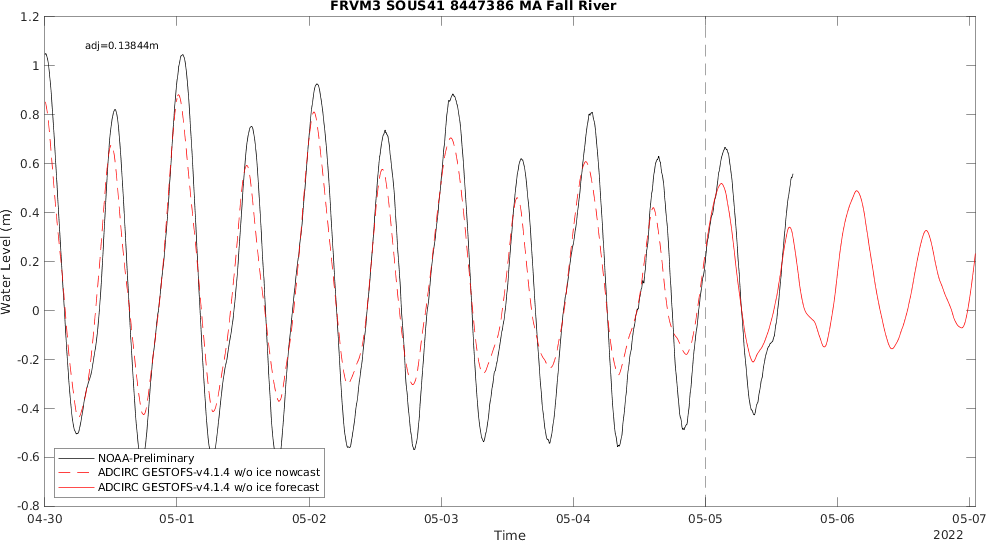 FRVM3 SOUS41 8447386 MA Fall River
adj=0.13844m
Water Level (m)
1.2
1
0.8
0.6
0.4
0.2
0
-0.2
-0.4
-0.6
-0.8
NOAA-Preliminary
ADCIRC GESTOFS-v4.1.4 w/o ice nowcast
ADCIRC GESTOFS-v4.1.4 w/o ice forecast
04-30 05-01 05-02 05-03 05-04 05-05 05-06 05-07
Time
2022